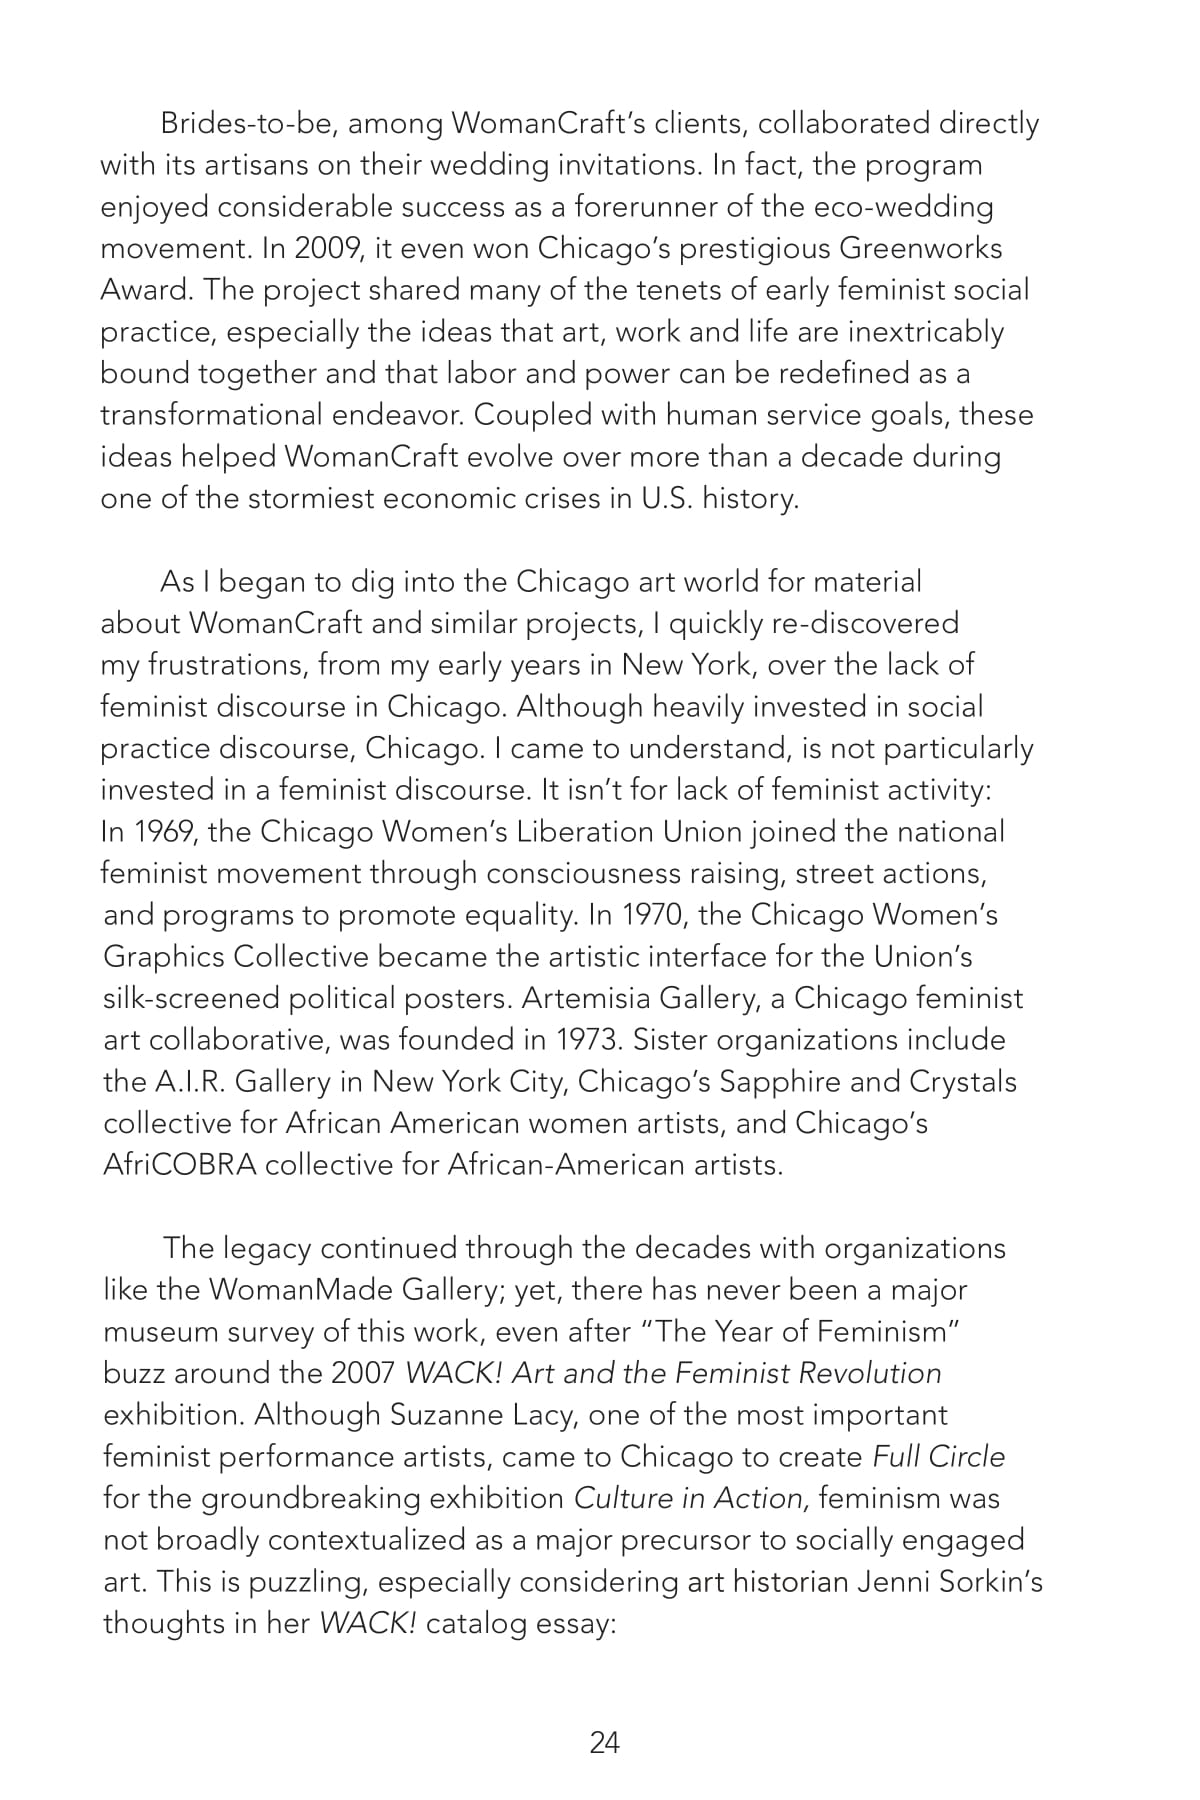 Brides-to-be, among WomanCraft’s clients, collaborated directly
with its artisans on their wedding invitations. In fact, the program
enjoyed considerable success as a forerunner of the eco-wedding
movement. In 2009, it even won Chicago’s prestigious Greenworks
Award. The project shared many of the tenets of early feminist social
practice, especially the ideas that art, work and life are inextricably
bound together and that labor and power can be redefined as a
transformational endeavor. Coupled with human service goals, these
ideas helped WomanCraft evolve over more than a decade during
one of the stormiest economic crises in U.S. history.
As I began to dig into the Chicago art world for material
about WomanCraft and similar projects, I quickly re-discovered
my frustrations, from my early years in New York, over the lack of
feminist discourse in Chicago. Although heavily invested in social
practice discourse, Chicago. I came to understand, is not particularly
invested in a feminist discourse. It isn’t for lack of feminist activity:
In 1969, the Chicago Women’s Liberation Union joined the national
feminist movement through consciousness raising, street actions,
and programs to promote equality. In 1970, the Chicago Women’s
Graphics Collective became the artistic interface for the Union’s
silk-screened political posters. Artemisia Gallery, a Chicago feminist
art collaborative, was founded in 1973. Sister organizations include
the A.I.R. Gallery in New York City, Chicago’s Sapphire and Crystals
collective for African American women artists, and Chicago’s
AfriCOBRA collective for African-American artists.
The legacy continued through the decades with organizations
like the WomanMade Gallery; yet, there has never been a major
museum survey of this work, even after “The Year of Feminism”
buzz around the 2007 WACK! Art and the Feminist Revolution
exhibition. Although Suzanne Lacy, one of the most important
feminist performance artists, came to Chicago to create Full Circle
for the groundbreaking exhibition Culture in Action, feminism was
not broadly contextualized as a major precursor to socially engaged
art. This is puzzling, especially considering art historian Jenni Sorkin’s
thoughts in her WACK! catalog essay:
24